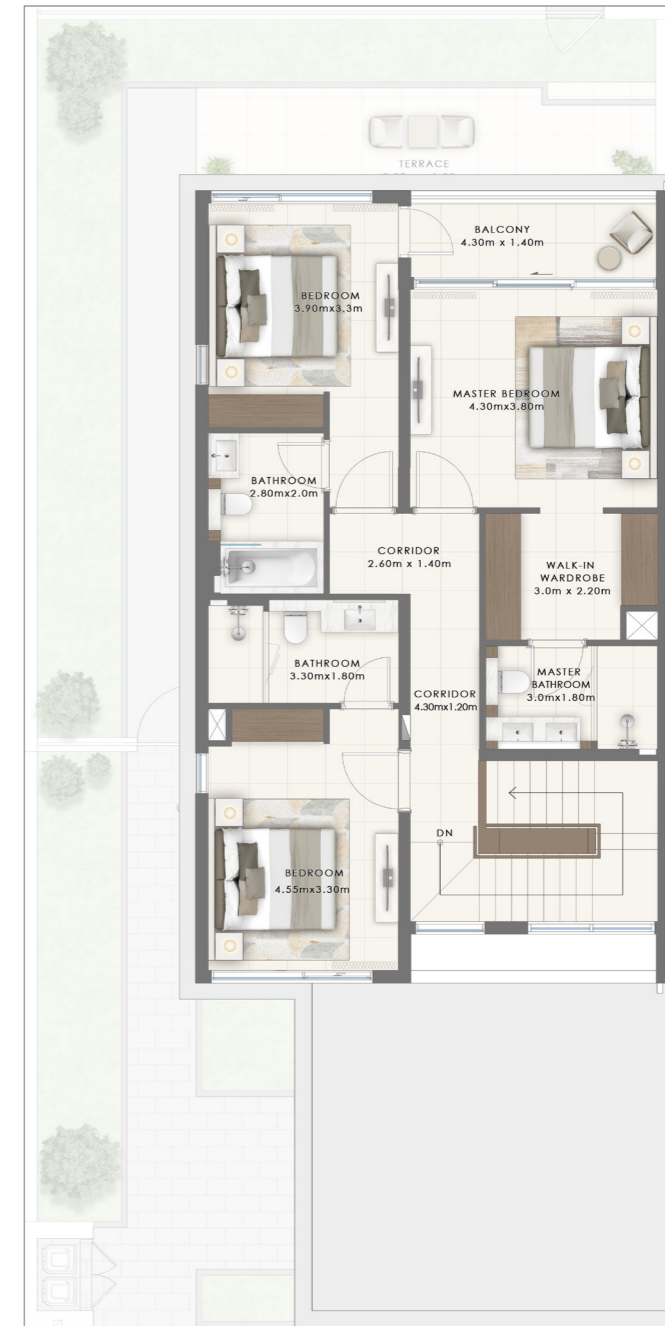 TERRACE
BALCONY
4.30m x 1.40m
BEDROOM
3.90mx3.3m
MASTER BEDROOM
4.30mx3.80m
BATHROOM
2.80mx2.0m
CORRIDOR
2.60m x 1.40m
WALK-IN
WARDROBE
3.0m x 2.20m
BATHROOM
3.30mx1.80m
MASTER
BATHROOM
3.0mx1.80m
CORRIDOR
4.30mx1.20m
DN
BEDROOM
4.55mx3.30m